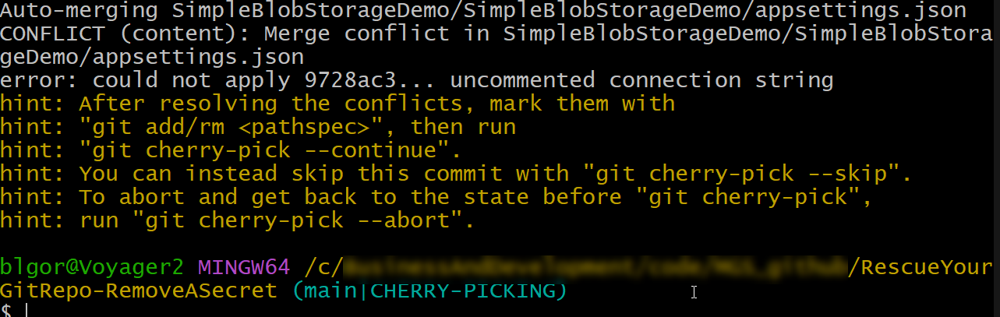 Auto-merging SimpleBlobStorageDemo/SimpleBlobStorageDemo/appsettings.json
CONFLICT (content): Merge conflict in SimpleBlobStorageDemo/SimpleBlobStora
geDemo/appsettings.json
error: could not apply 9728ac3... uncommented connection string
hint: After resolving the conflicts, mark them with
hint: "git add/rm <pathspec>", then run
hint: "git cherry-pick --continue".
hint: You can instead skip this commit with "git cherry-pick --skip".
hint: To abort and get back to the state before "git cherry-pick",
hint: run "git cherry-pick --abort".
blgor@Voyager2 MINGW64 /c/ /RescueYour
GitRepo-RemoveASecret (main|CHERRY-PICKING)
$